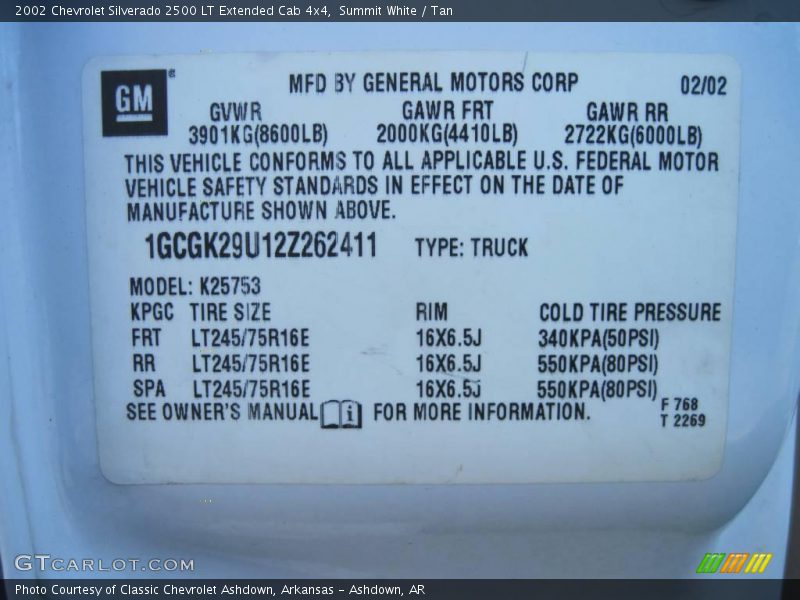 2002 Chevrolet Silverado 2500 LT Extended Cab 4x4, Summit White / Tan
GM ®
MFD BY GENERAL MOTORS CORP 02/02
GVWR GAWR FRT GAWR RR
3901KG(8600LB) 2000KG(4410LB) 2722KG(6000LB)
THIS VEHICLE CONFORMS TO ALL APPLICABLE U.S. FEDERAL MOTOR
VEHICLE SAFETY STANDARDS IN EFFECT ON THE DATE OF
MANUFACTURE SHOWN ABOVE.
1GCGK29U12Z262411 TYPE: TRUCK
MODEL: K25753
KPGC TIRE SIZE RIM COLD TIRE PRESSURE
FRT LT245/75R16E 16X6.5J 340KPA(50PSI)
RR LT245/75R16E 16X6.5J 550KPA(80PSI)
SPA LT245/75R16E 16X6.5J 550KPA(80PSI)
SEE OWNER'S MANUAL i FOR MORE INFORMATION.
F 768
T 2269
GTCARLOT.COM
Photo Courtesy of Classic Chevrolet Ashdown, Arkansas - Ashdown, AR